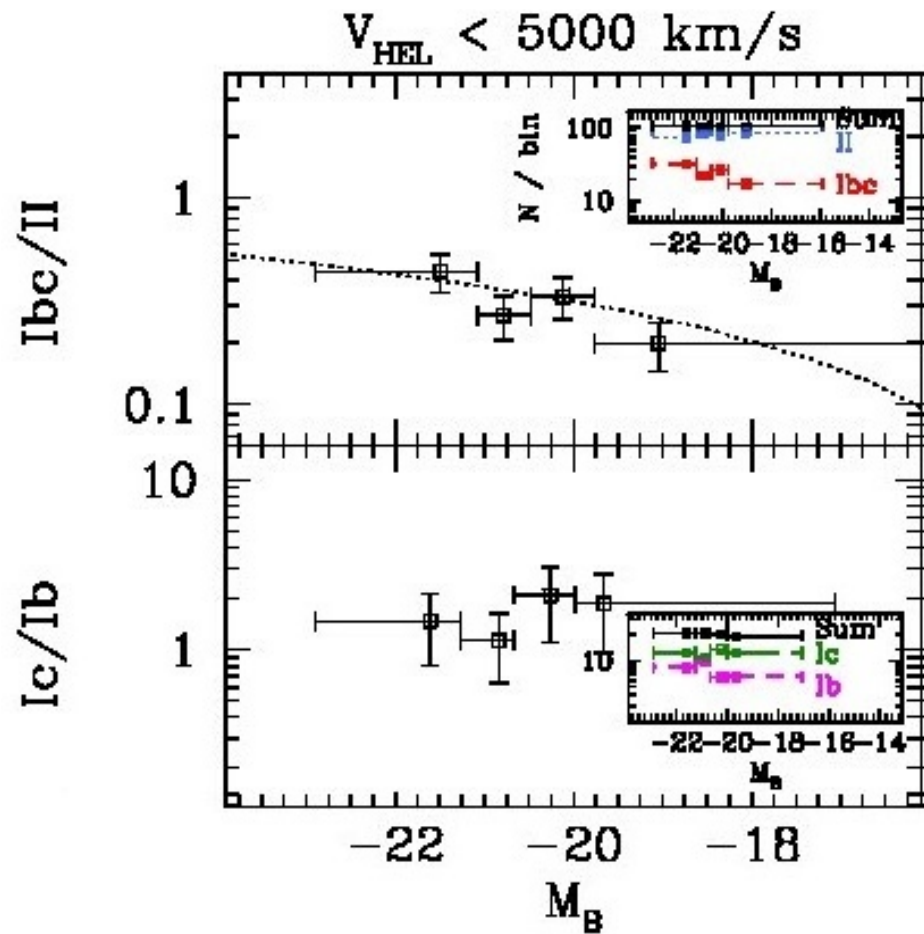 V_HEL < 5000 km/s
Ibc/II
1
0.1
N / bin
100
10
Sum
II
Ibc
-22 -20 -18 -16 -14
M_B
Ic/Ib
10
1
10
Sum
Ic
Ib
-22 -20 -18 -16 -14
M_B
-22 -20 -18
M_B